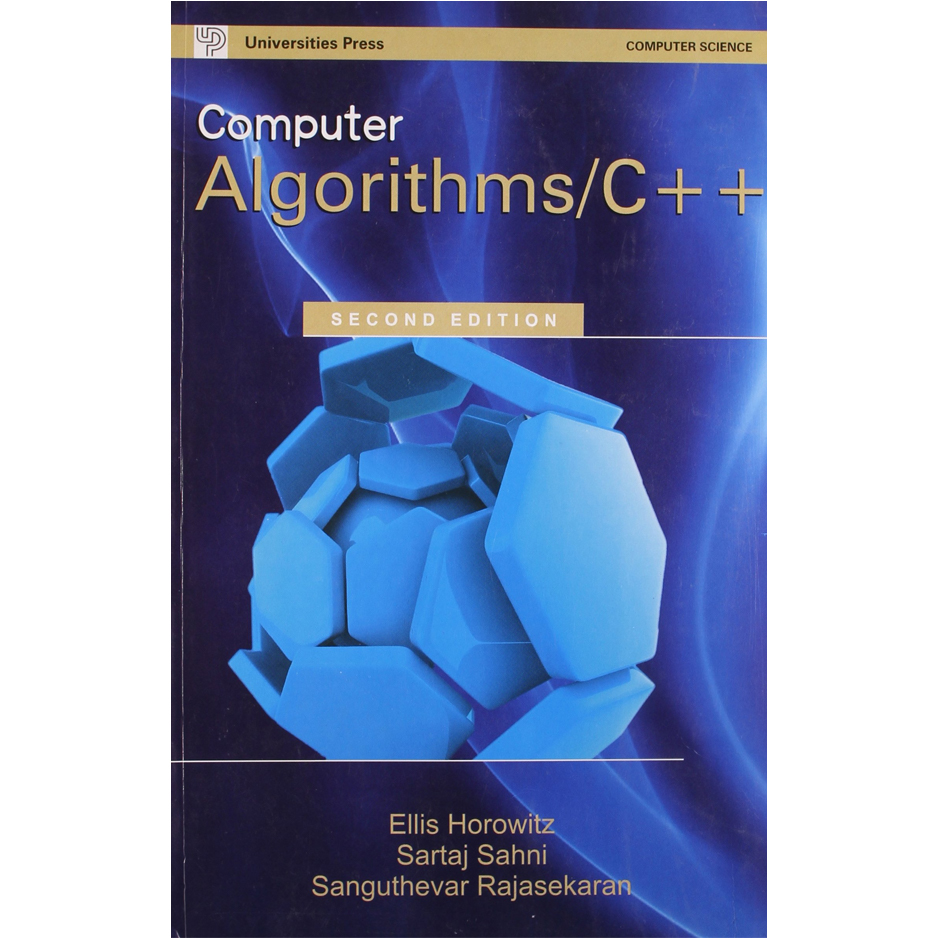 UP
Universities Press
COMPUTER SCIENCE
Computer
Algorithms/C++
SECOND EDITION
Ellis Horowitz
Sartaj Sahni
Sanguthevar Rajasekaran